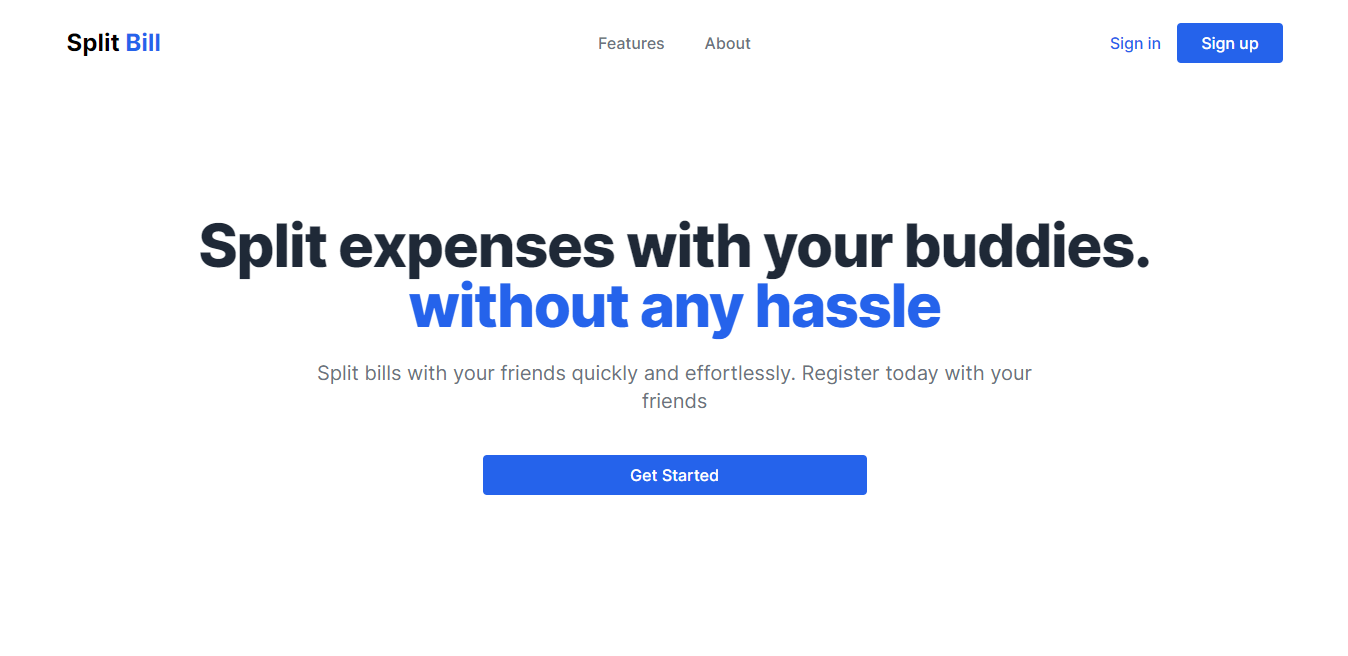 Split Bill
Features
About
Sign in
Sign up
Split expenses with your buddies.
without any hassle
Split bills with your friends quickly and effortlessly. Register today with your
friends
Get Started